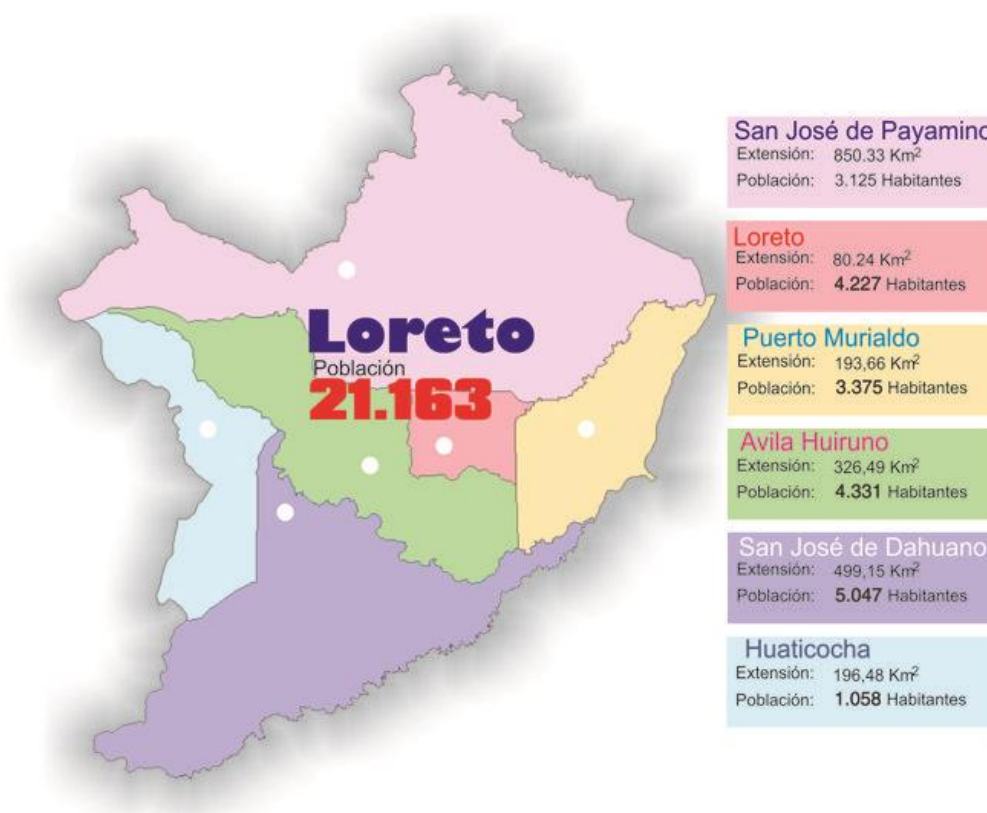 Loreto
Población
21.163
San José de Payamino
Extensión: 850.33 Km²
Población: 3.125 Habitantes
Loreto
Extensión: 80.24 Km²
Población: 4.227 Habitantes
Puerto Murialdo
Extensión: 193,66 Km²
Población: 3.375 Habitantes
Avila Huiruno
Extensión: 326,49 Km²
Población: 4.331 Habitantes
San José de Dahuano
Extensión: 499,15 Km²
Población: 5.047 Habitantes
Huaticocha
Extensión: 196,48 Km²
Población: 1.058 Habitantes